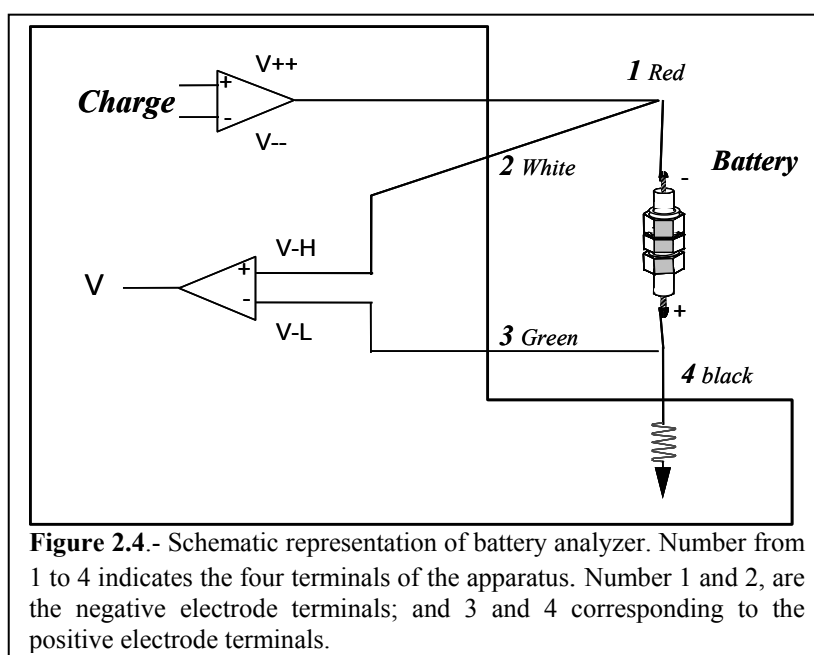 V++
1 Red
Charge
+
-
V--
2 White
Battery
-
V-H
V
+
-
V-L
+
3 Green
4 black
Figure 2.4.- Schematic representation of battery analyzer. Number from
1 to 4 indicates the four terminals of the apparatus. Number 1 and 2, are
the negative electrode terminals; and 3 and 4 corresponding to the
positive electrode terminals.